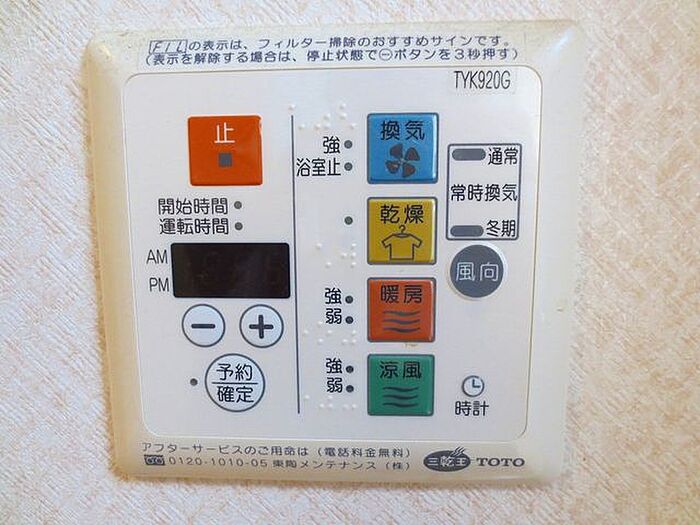 FILの表示は、フィルター掃除のおすすめサインです。
(表示を解除する場合は、停止状態で⊖ボタンを3秒押す)
TYK920G
止
換気
強
浴室止
通常
常時換気
冬期
開始時間
運転時間
乾燥
AM
PM
風向
暖房
強
弱
− +
予約
確定
涼風
強
弱
時計
アフターサービスのご用命は (電話料金無料)
0120-1010-05 東陶メンテナンス (株)
三乾王 TOTO